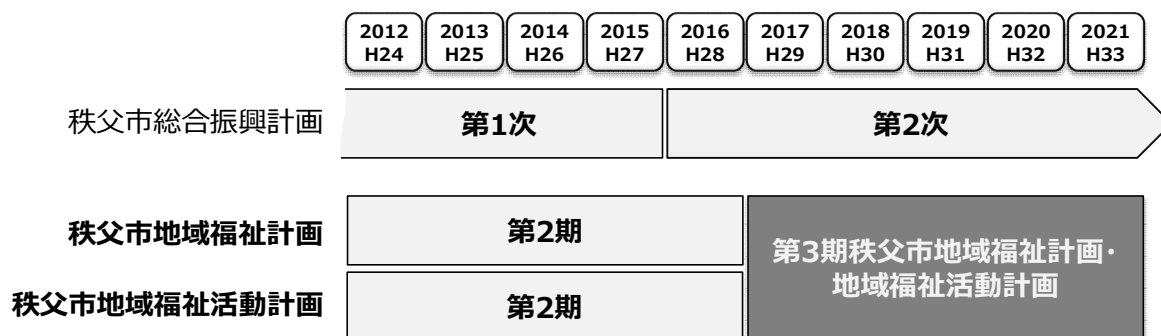 2012 2013 2014 2015 2016 2017 2018 2019 2020 2021
H24 H25 H26 H27 H28 H29 H30 H31 H32 H33
秩父市総合振興計画 第1次 第2次
秩父市地域福祉計画 第2期
第3期秩父市地域福祉計画・
地域福祉活動計画
秩父市地域福祉活動計画 第2期